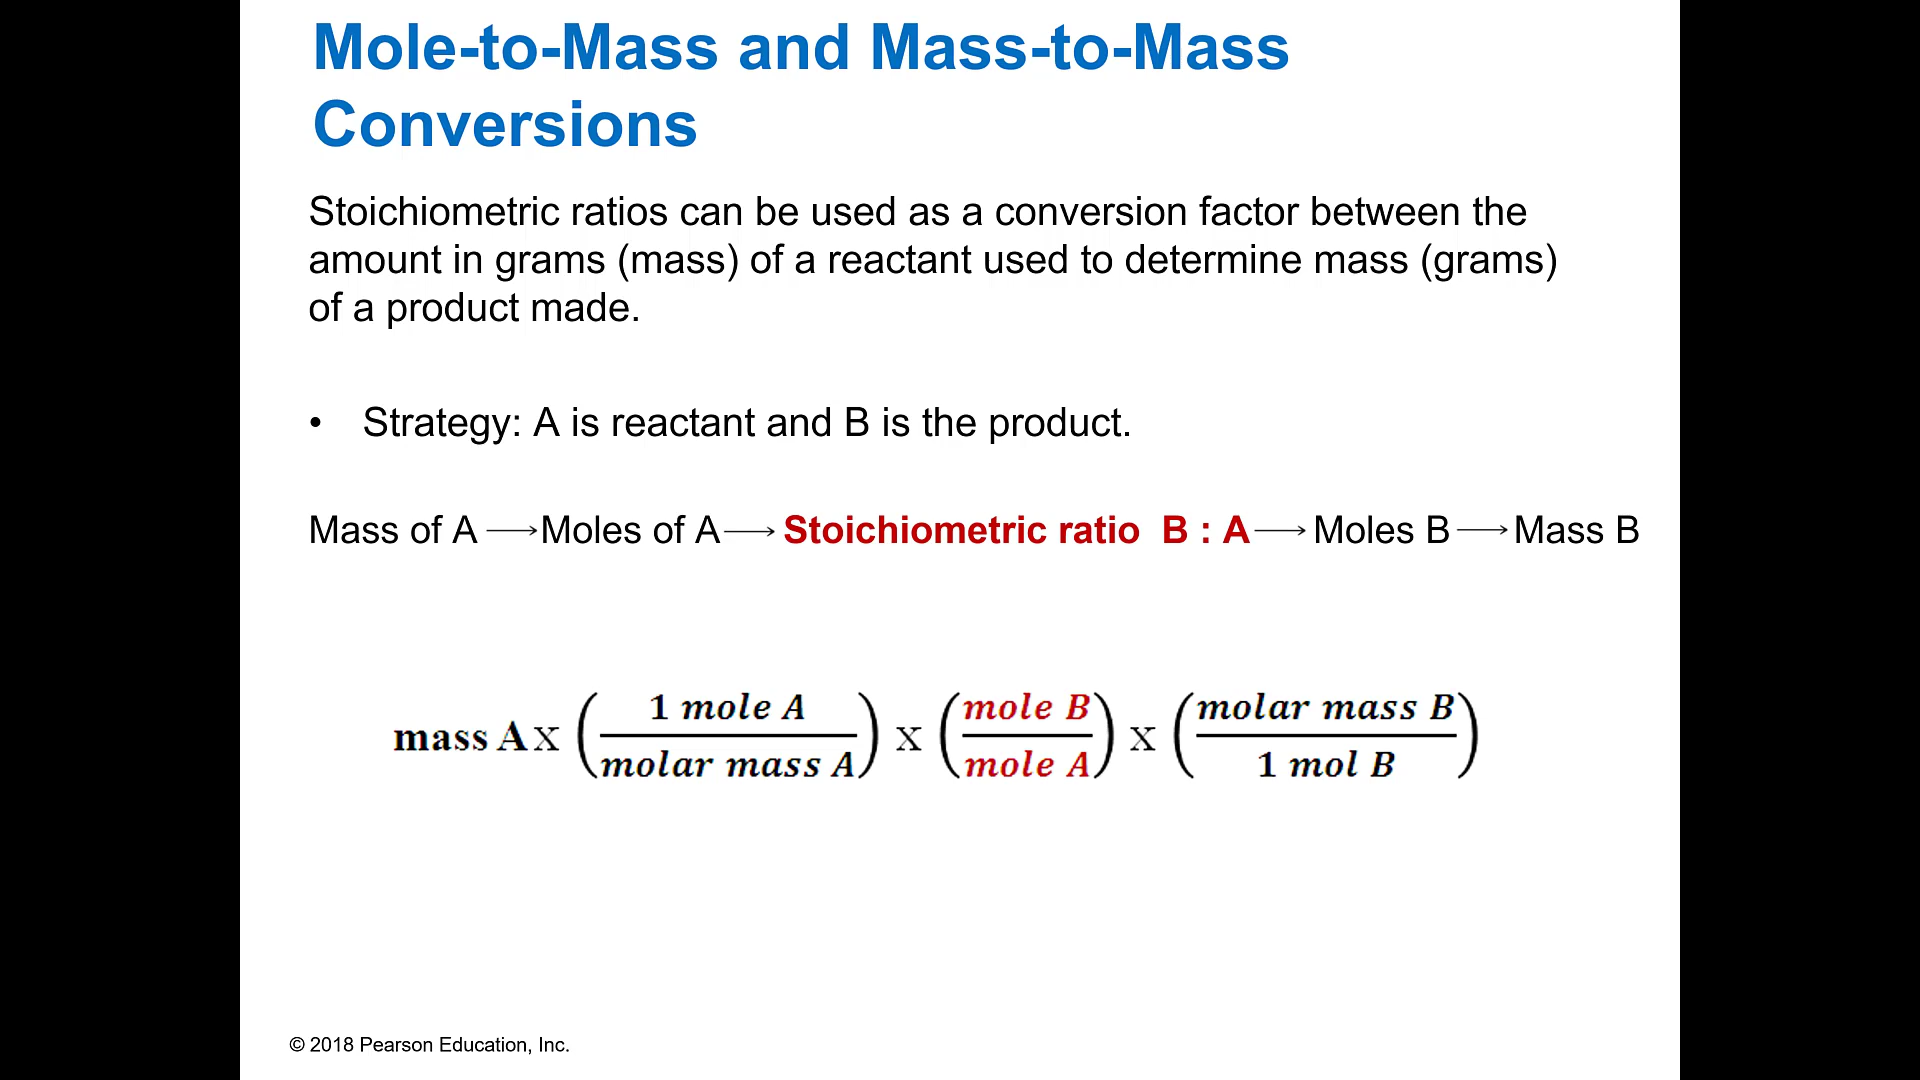 Mole-to-Mass and Mass-to-Mass
Conversions
Stoichiometric ratios can be used as a conversion factor between the
amount in grams (mass) of a reactant used to determine mass (grams)
of a product made.
• Strategy: A is reactant and B is the product.
Mass of A ⟶ Moles of A ⟶ Stoichiometric ratio B : A ⟶ Moles B ⟶ Mass B
mass A x (1 mole A / molar mass A) x (mole B / mole A) x (molar mass B / 1 mol B)
© 2018 Pearson Education, Inc.